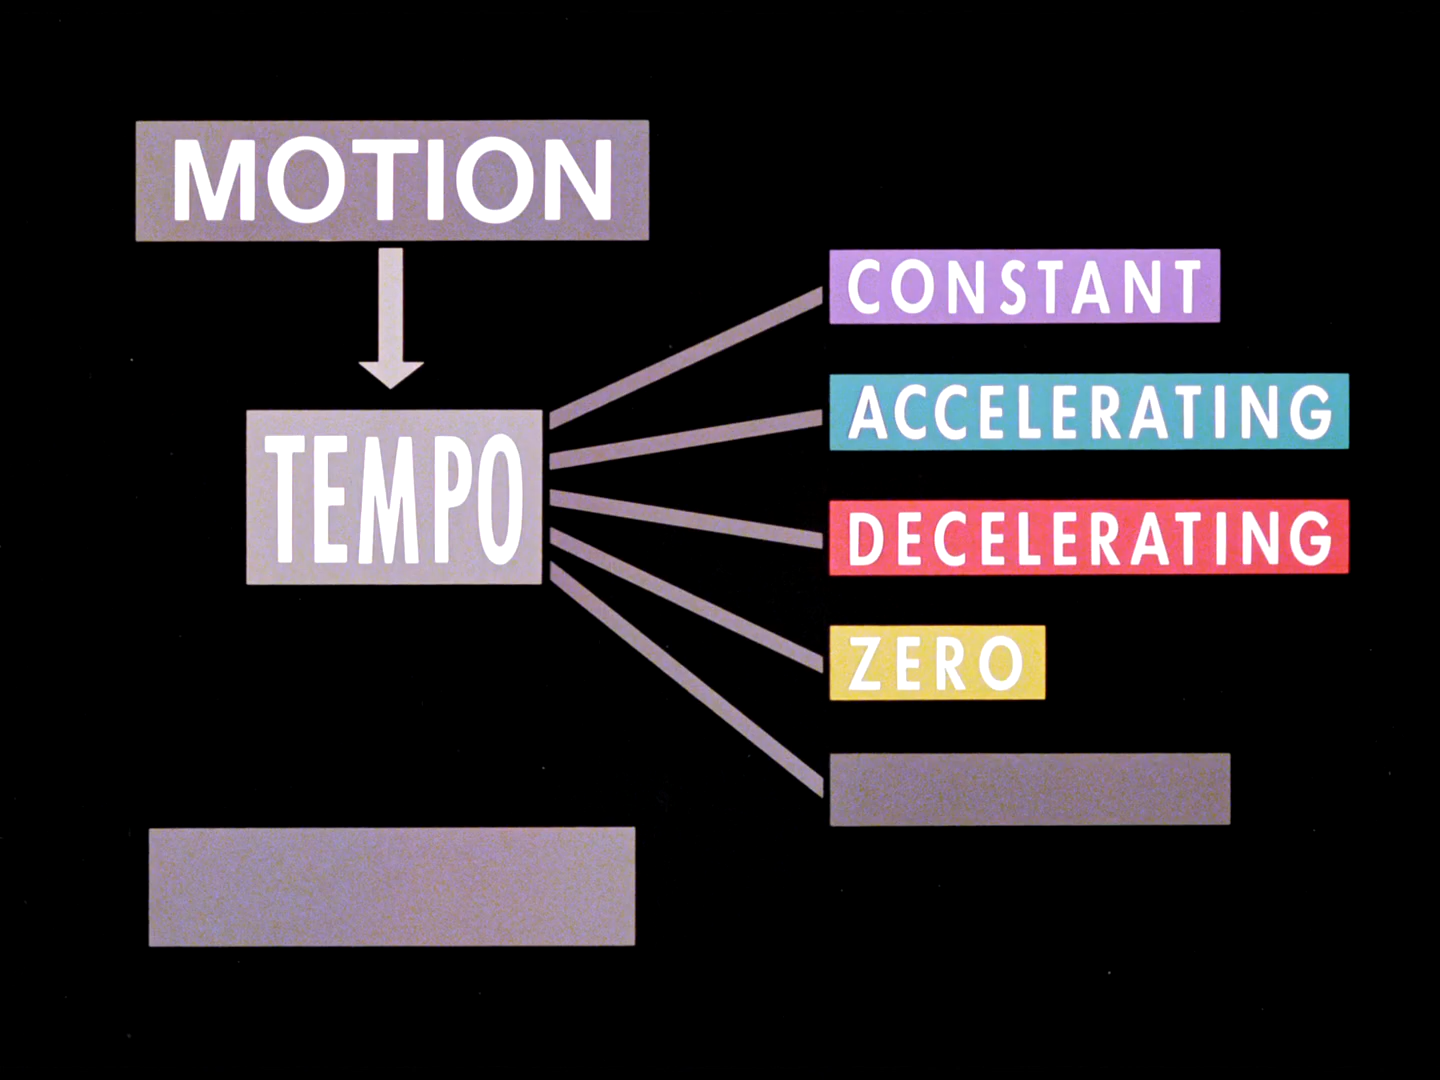 MOTION
TEMPO
CONSTANT
ACCELERATING
DECELERATING
ZERO